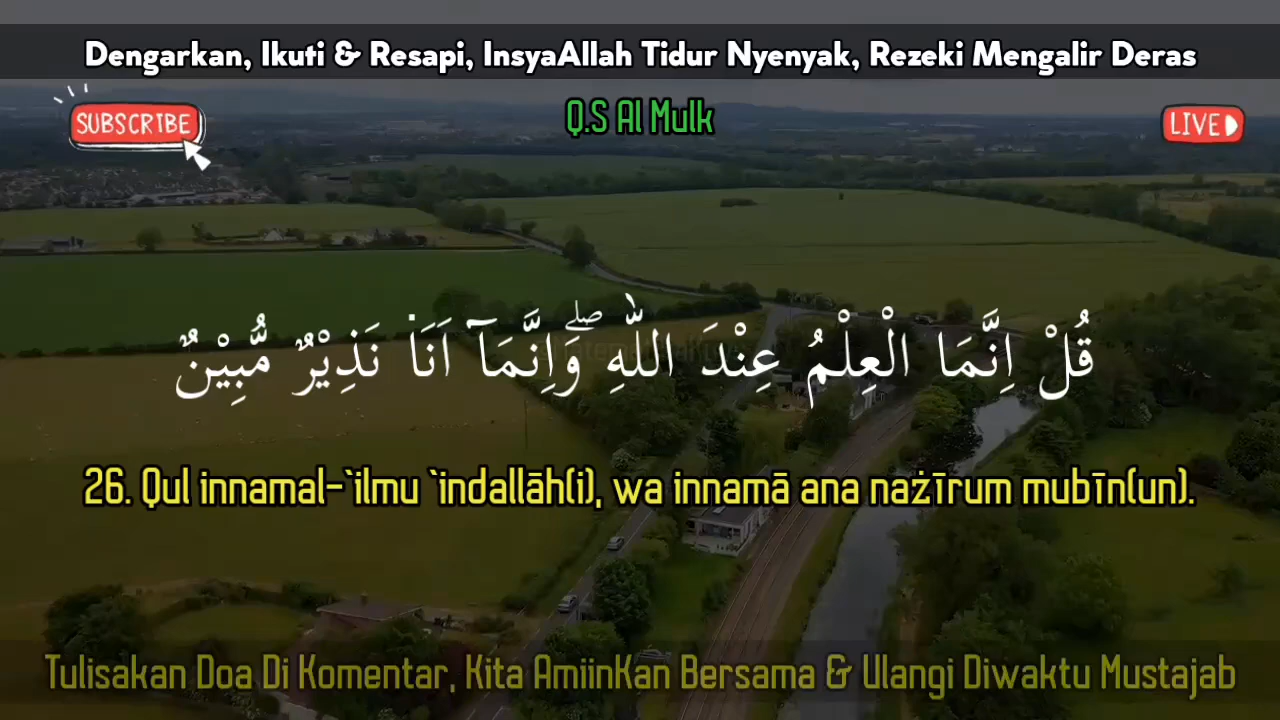 Dengarkan, Ikuti & Resapi, InsyaAllah Tidur Nyenyak, Rezeki Mengalir Deras
SUBSCRIBE
Q.S Al Mulk
LIVE
قُلْ اِنَّمَا الْعِلْمُ عِنْدَ اللّٰهِ ۖوَاِنَّمَآ اَنَا۠ نَذِيْرٌ مُّبِيْنٌ
26. Qul innamal-`ilmu `indallāh(i), wa innamā ana nażīrum mubīn(un).
Tulisakan Doa Di Komentar, Kita AmiinKan Bersama & Ulangi Diwaktu Mustajab